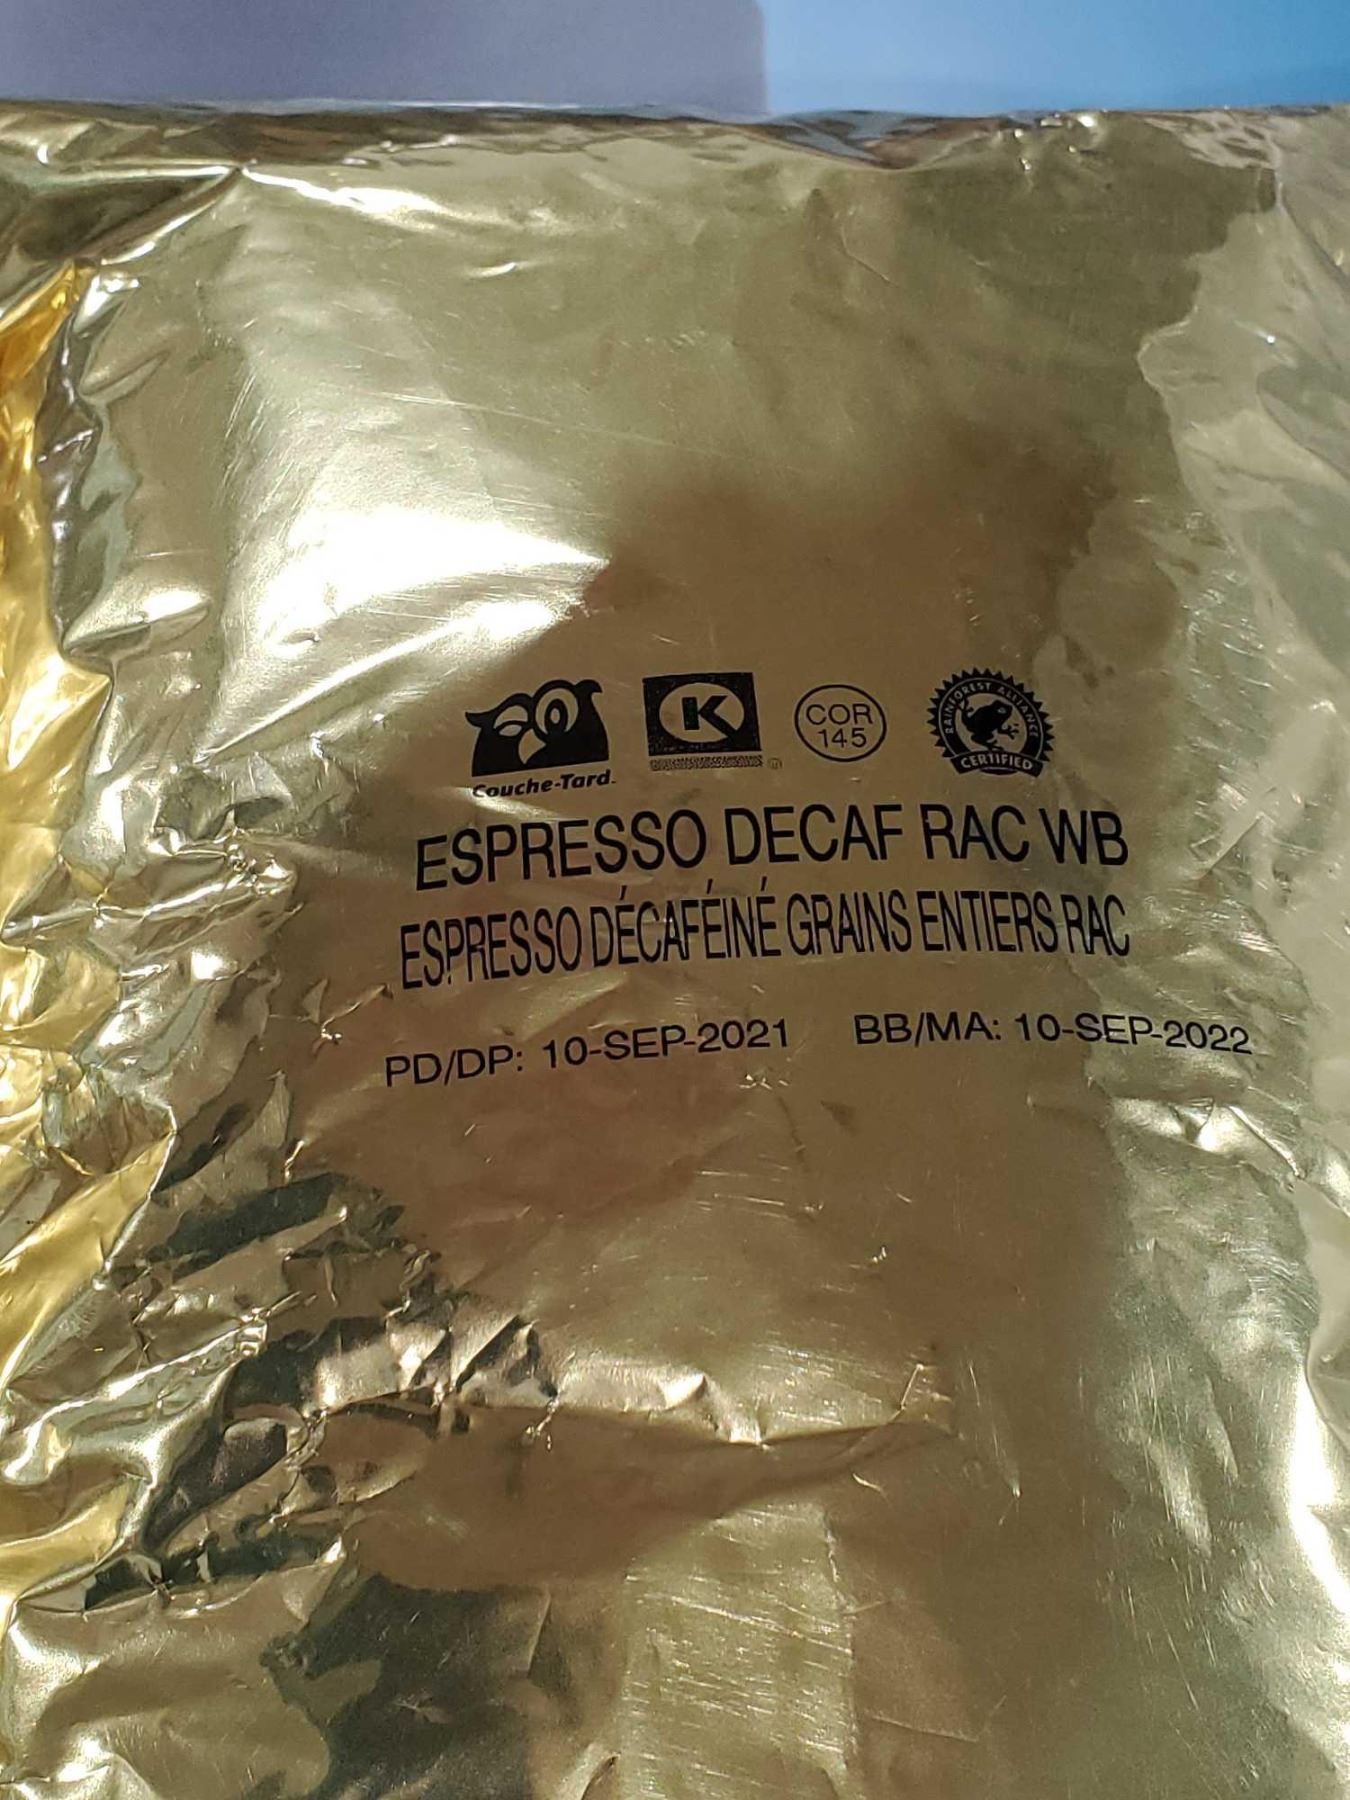 Couche-Tard.
K
COR
145
RAINFOREST ALLIANCE
CERTIFIED
ESPRESSO DECAF RAC WB
ESPRESSO DÉCAFÉINÉ GRAINS ENTIERS RAC
PD/DP: 10-SEP-2021 BB/MA: 10-SEP-2022